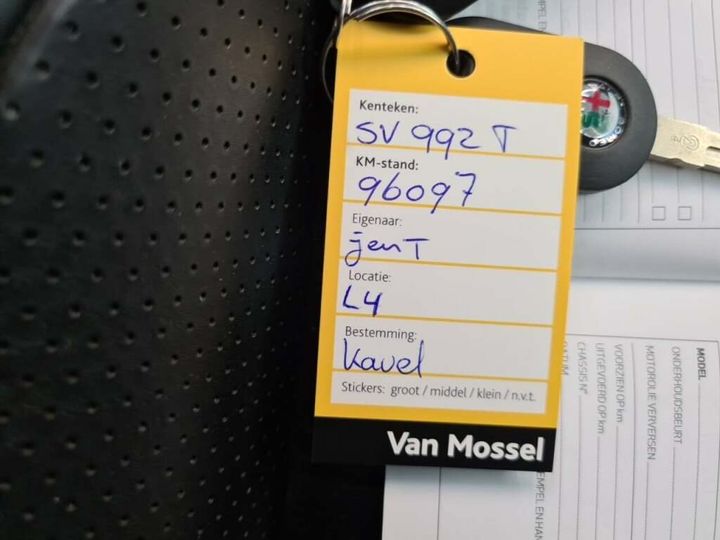 Kenteken:
SV 992 T
KM-stand:
96097
Eigenaar:
jenT
Locatie:
L4
Bestemming:
Kavel
Stickers: groot / middel / klein / n.v.t.
Van Mossel
MODEL
ONDERHOUDSBEURT
MOTOROLIE VERVERSEN
VOORZIEN OP km
UITGEVOERD OP km
CHASSIS N°
DATUM